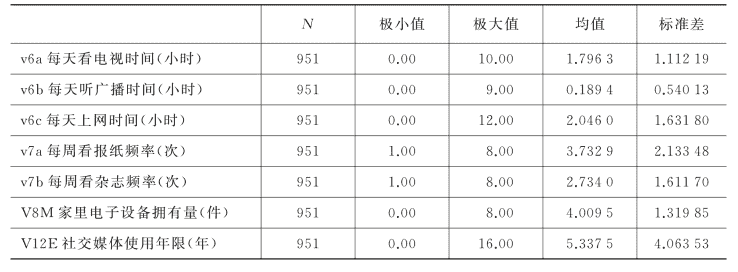 N 极小值 极大值 均值 标准差
v6a 每天看电视时间(小时) 951 0.00 10.00 1.796 3 1.112 19
v6b 每天听广播时间(小时) 951 0.00 9.00 0.189 4 0.540 13
v6c 每天上网时间(小时) 951 0.00 12.00 2.046 0 1.631 80
v7a 每周看报纸频率(次) 951 1.00 8.00 3.732 9 2.133 48
v7b 每周看杂志频率(次) 951 1.00 8.00 2.734 0 1.611 70
V8M 家里电子设备拥有量(件) 951 0.00 8.00 4.009 5 1.319 85
V12E 社交媒体使用年限(年) 951 0.00 16.00 5.337 5 4.063 53